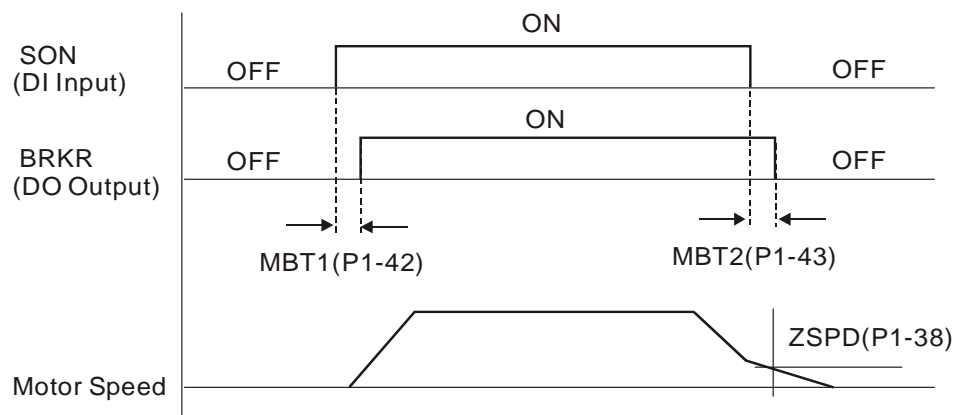 ON
SON
(DI Input)
OFF
OFF
ON
BRKR
(DO Output)
OFF
OFF
MBT1(P1-42)
MBT2(P1-43)
ZSPD(P1-38)
Motor Speed